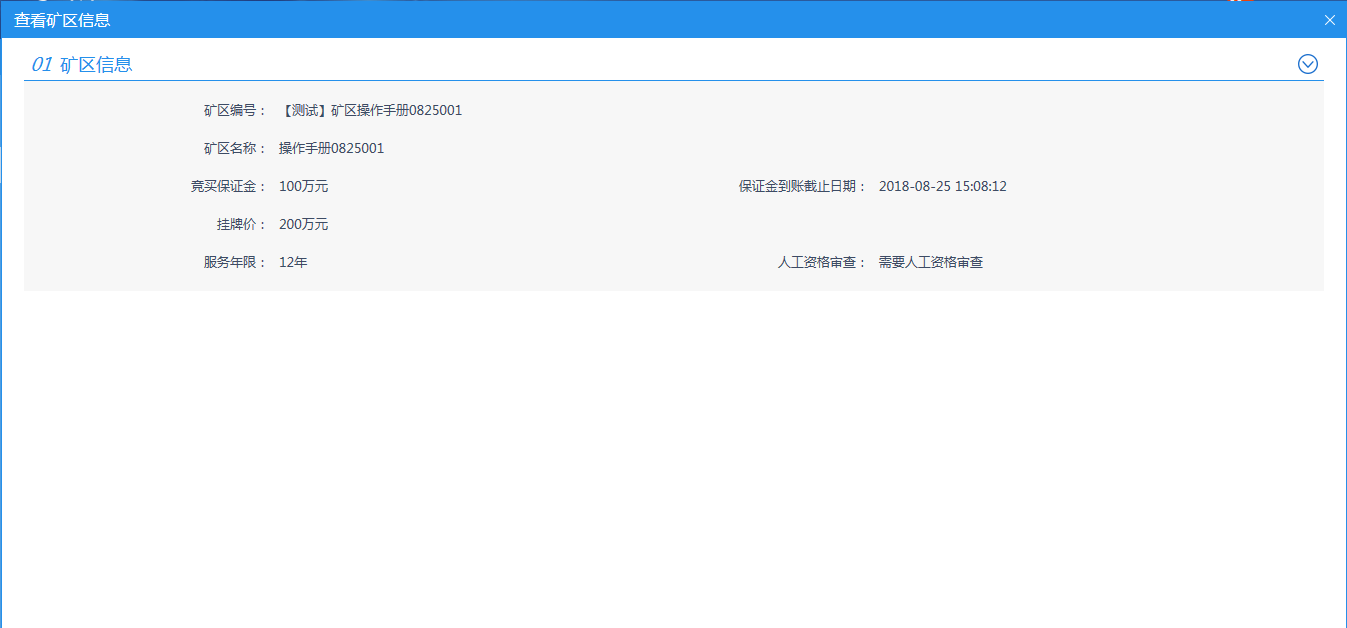 查看矿区信息
01 矿区信息
矿区编号： 【测试】矿区操作手册0825001
矿区名称： 操作手册0825001
竞买保证金： 100万元 保证金到账截止日期： 2018-08-25 15:08:12
挂牌价： 200万元
服务年限： 12年 人工资格审查： 需要人工资格审查